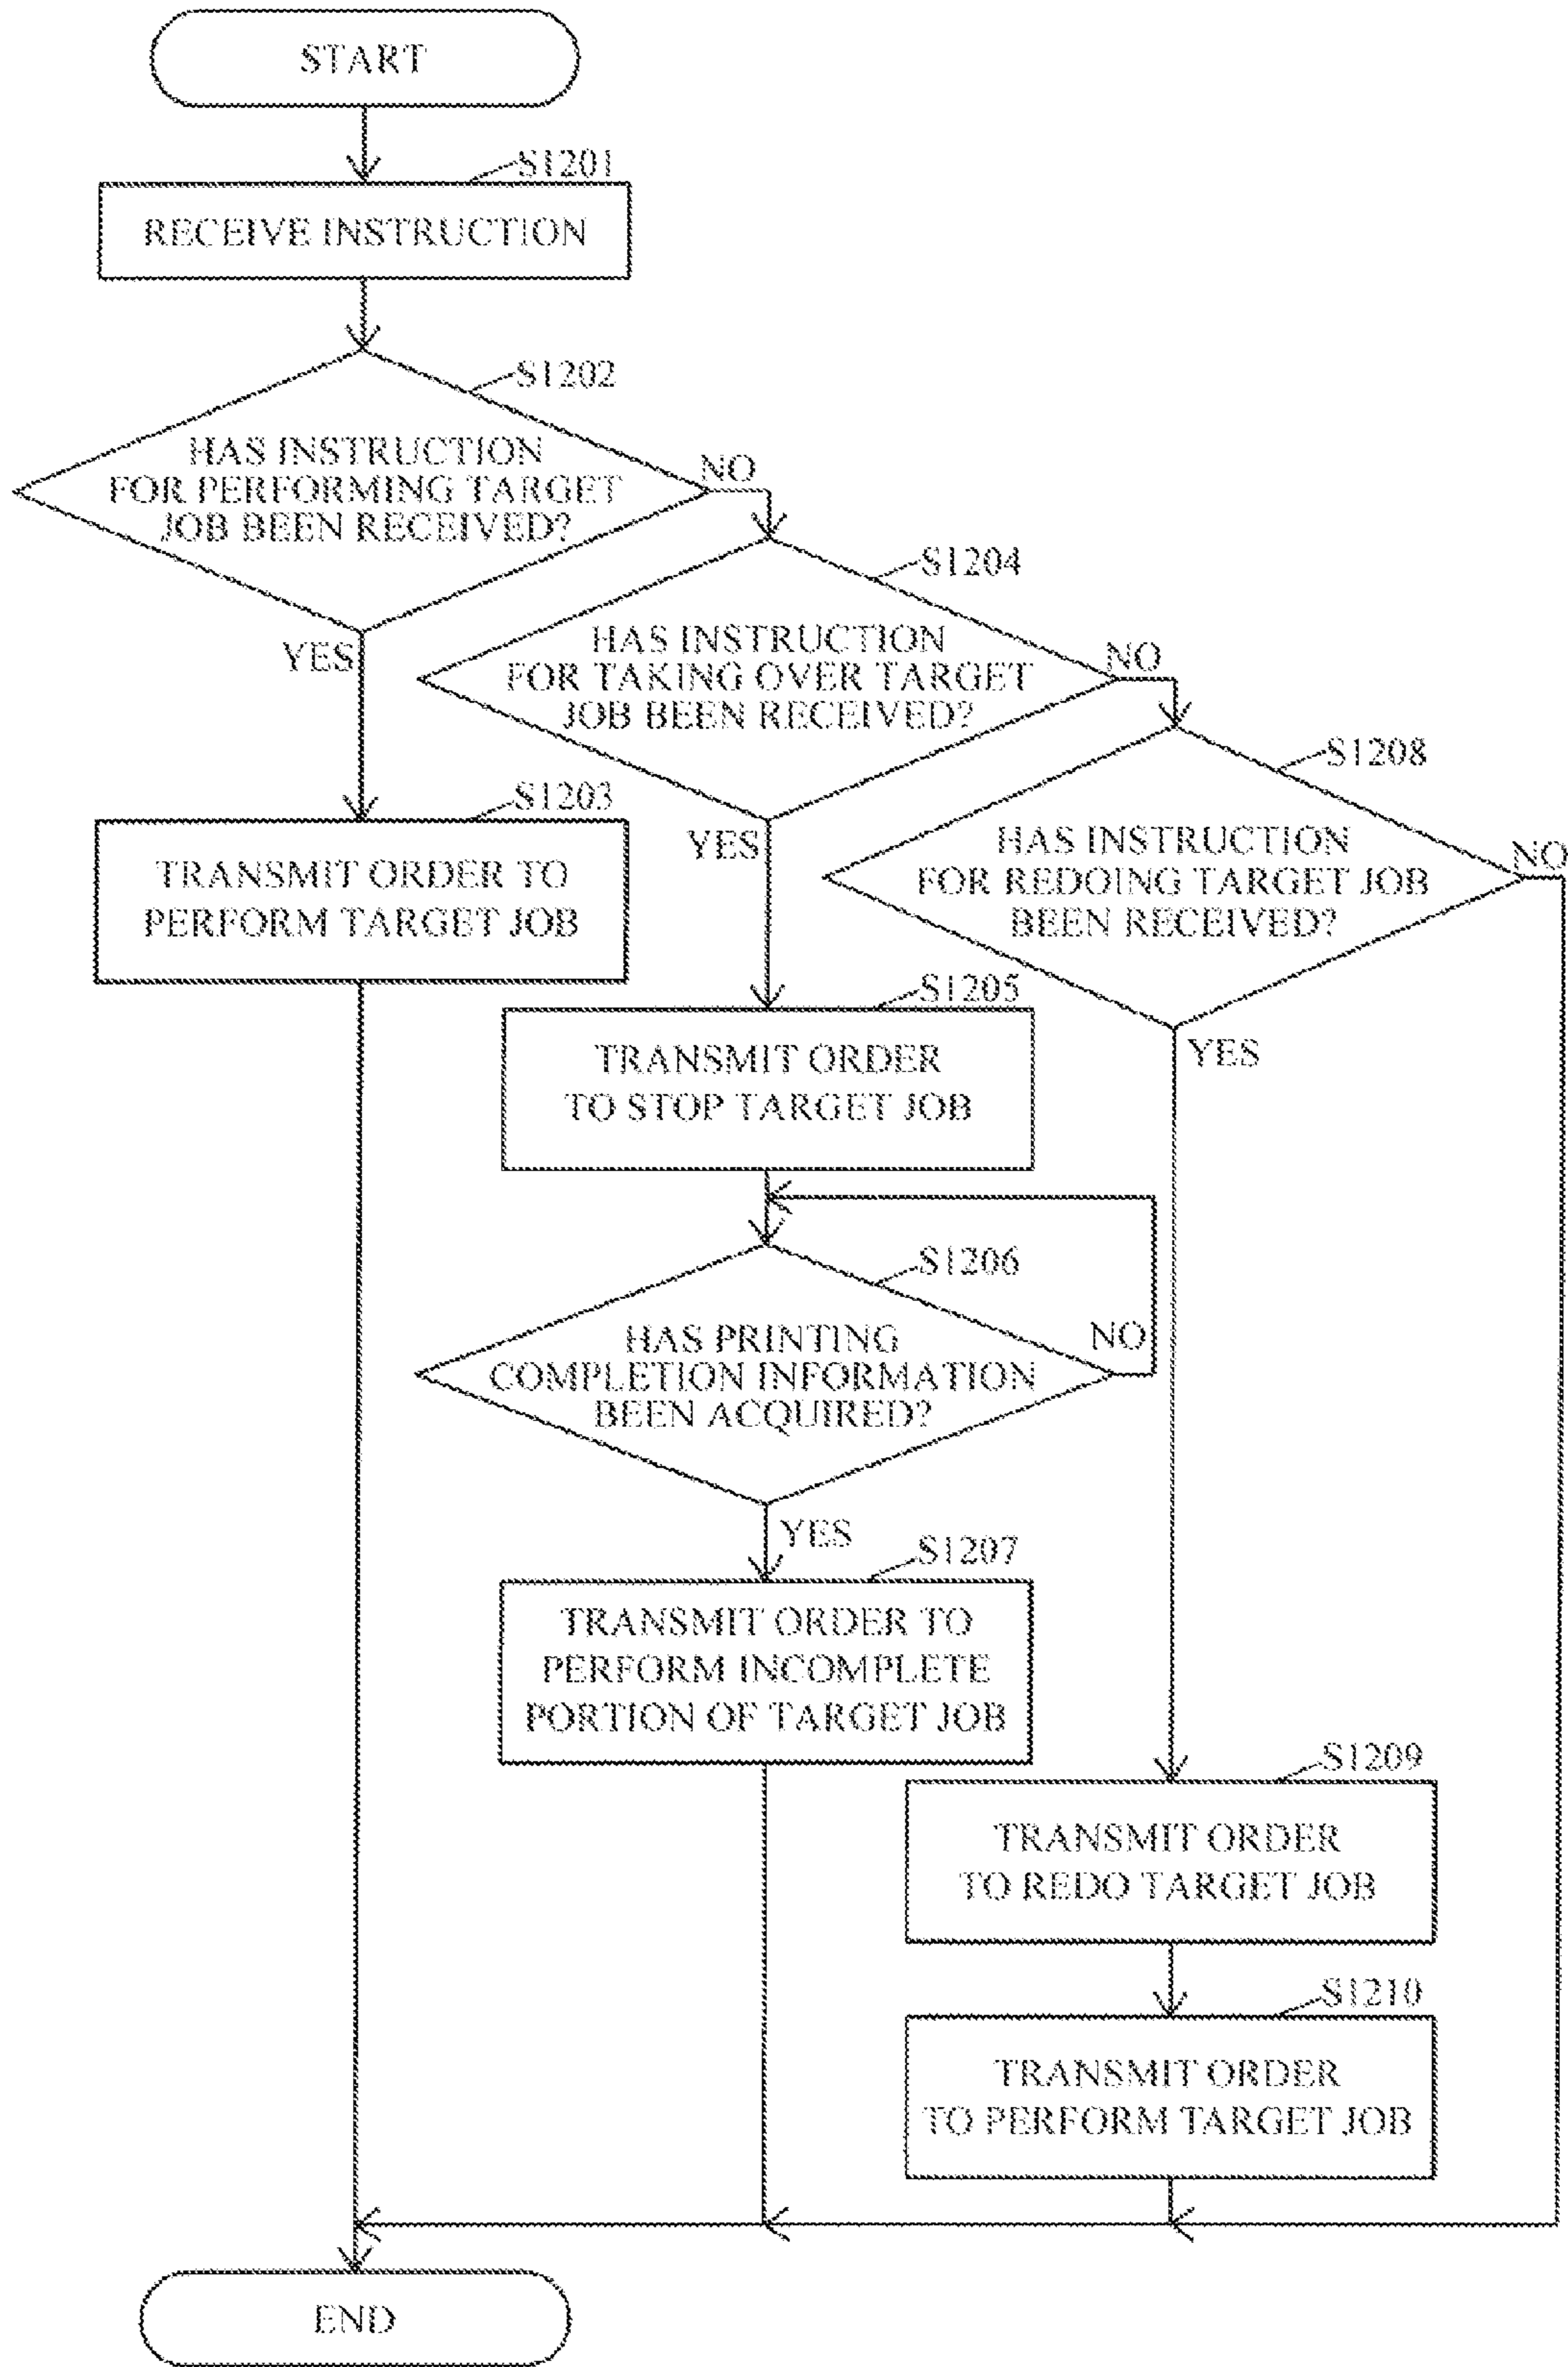 START
S1201
RECEIVE INSTRUCTION
S1202
HAS INSTRUCTION
FOR PERFORMING TARGET
JOB BEEN RECEIVED?
NO
YES
S1204
HAS INSTRUCTION
FOR TAKING OVER TARGET
JOB BEEN RECEIVED?
NO
YES
S1208
HAS INSTRUCTION
FOR REDOING TARGET JOB
BEEN RECEIVED?
NO
YES
S1203
TRANSMIT ORDER TO
PERFORM TARGET JOB
S1205
TRANSMIT ORDER
TO STOP TARGET JOB
S1206
HAS PRINTING
COMPLETION INFORMATION
BEEN ACQUIRED?
NO
YES
S1207
TRANSMIT ORDER TO
PERFORM INCOMPLETE
PORTION OF TARGET JOB
S1209
TRANSMIT ORDER
TO REDO TARGET JOB
S1210
TRANSMIT ORDER
TO PERFORM TARGET JOB
END